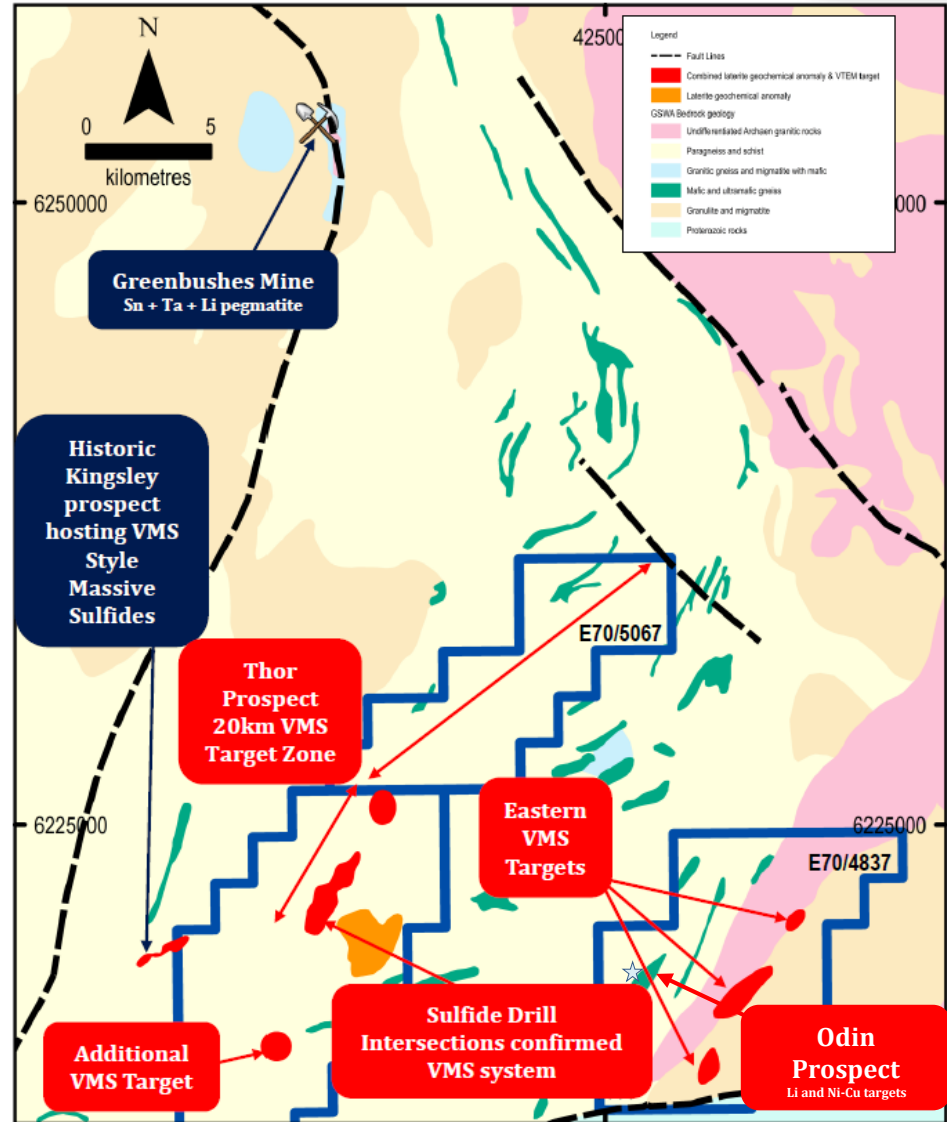 N
0 5
kilometres
425000
Legend
Fault Lines
Combined laterite geochemical anomaly & VTEM target
Laterite geochemical anomaly
GSWA Bedrock geology
Undifferentiated Archaen granitic rocks
Paragneiss and schist
Granitic gneiss and migmatite with mafic
Mafic and ultramafic gneiss
Granulite and migmatite
Proterozoic rocks
6250000
000
Greenbushes Mine
Sn + Ta + Li pegmatite
Historic
Kingsley
prospect
hosting VMS
Style
Massive
Sulfides
E70/5067
Thor
Prospect
20km VMS
Target Zone
Eastern
VMS
Targets
6225000
6225000
E70/4837
Sulfide Drill
Intersections confirmed
VMS system
Additional
VMS Target
Odin
Prospect
Li and Ni-Cu targets